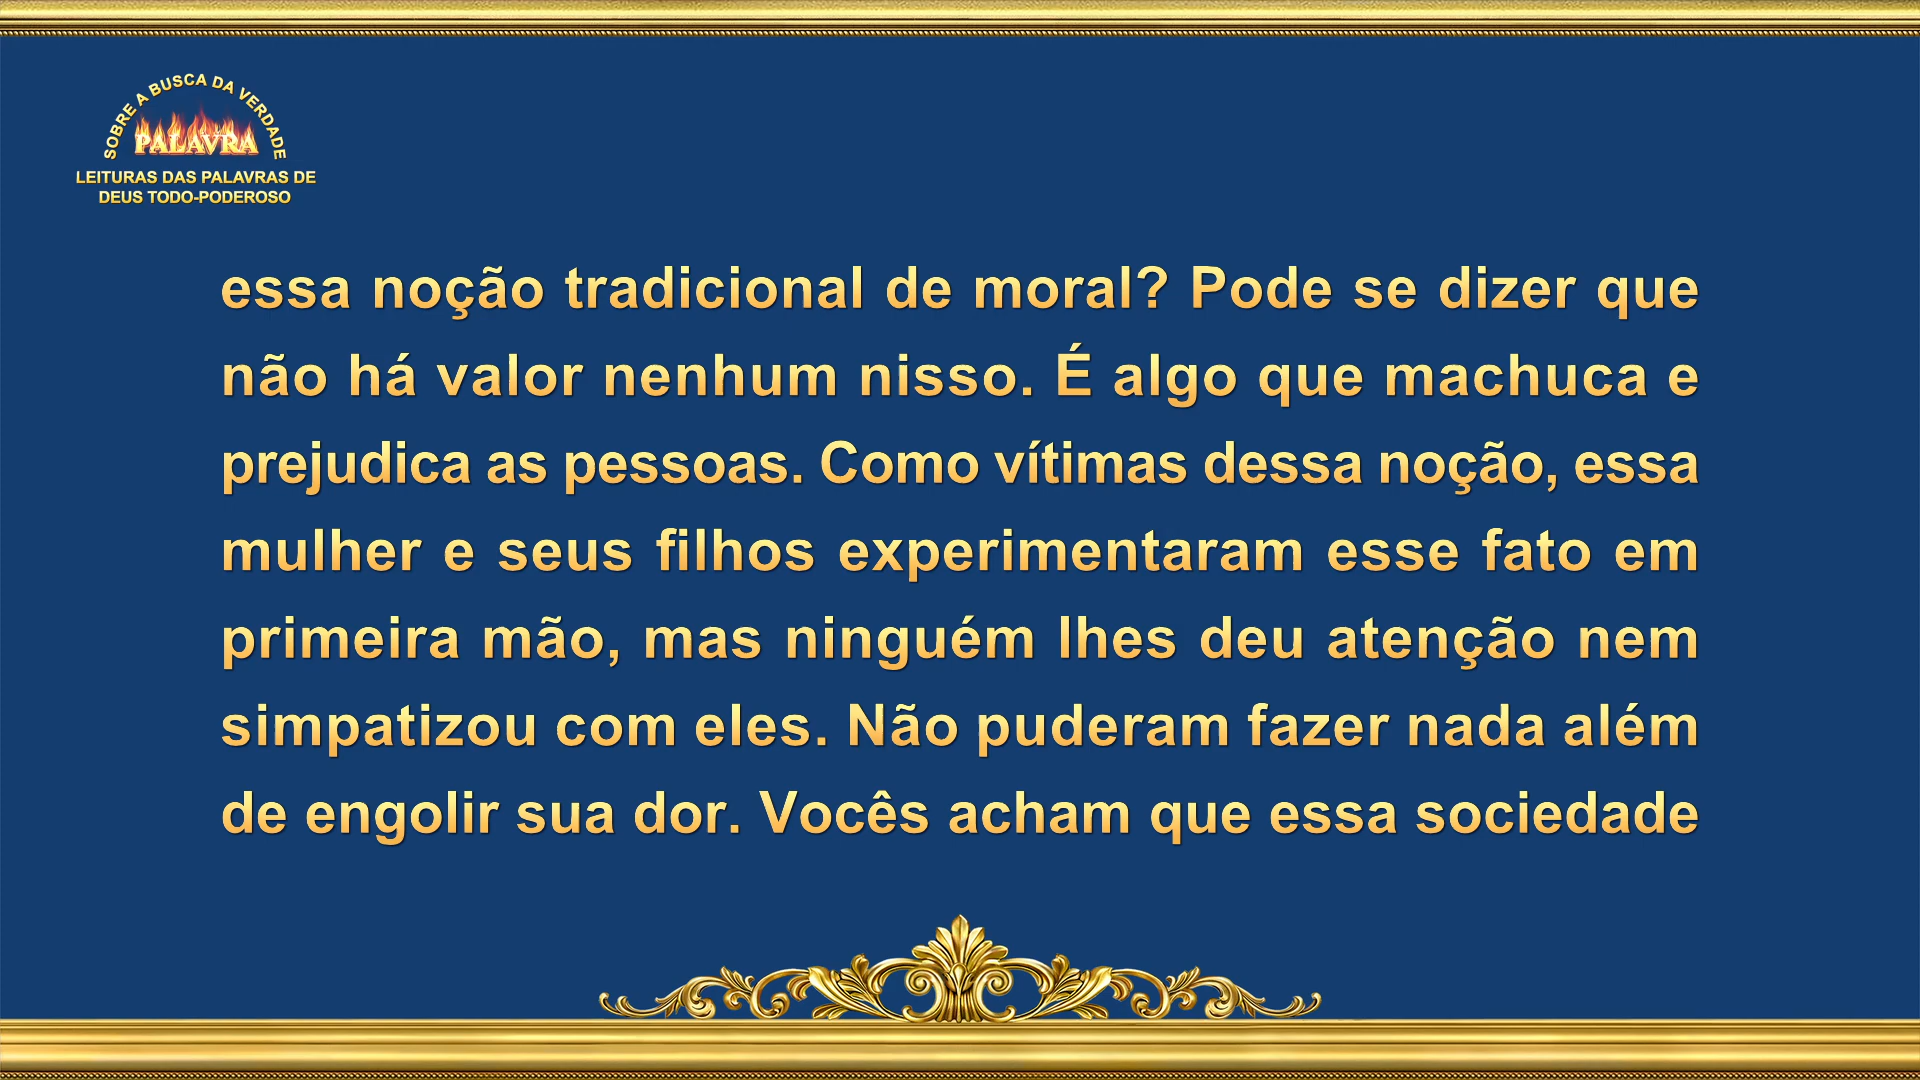 SOBRE A BUSCA DA VERDADE
PALAVRA
LEITURAS DAS PALAVRAS DE
DEUS TODO-PODEROSO
essa noção tradicional de moral? Pode se dizer que
não há valor nenhum nisso. É algo que machuca e
prejudica as pessoas. Como vítimas dessa noção, essa
mulher e seus filhos experimentaram esse fato em
primeira mão, mas ninguém lhes deu atenção nem
simpatizou com eles. Não puderam fazer nada além
de engolir sua dor. Vocês acham que essa sociedade